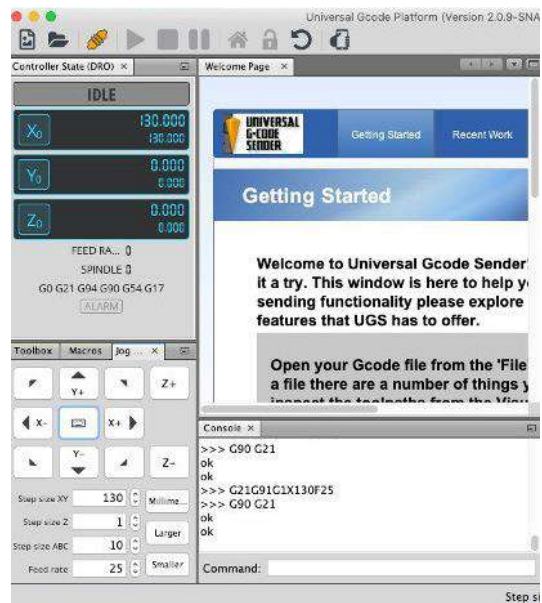 Universal Gcode Platform (Version 2.0.9-SNA
Controller State (DRO) ×
Welcome Page ×
IDLE
X0
130.000
130.000
Y0
0.000
0.000
Z0
0.000
0.000
FEED RA... 0
SPINDLE 0
G0 G21 G94 G90 G54 G17
ALARM
UNIVERSAL
G-CODE
SENDER
Getting Started
Recent Work
Getting Started
Welcome to Universal Gcode Sender
it a try. This window is here to help y
sending functionality please explore
features that UGS has to offer.
Open your Gcode file from the 'File
a file there are a number of things y
Toolbox
Macros
Jog ... ×
Y+
Z+
X-
X+
Y-
Z-
Step size XY
130
Millime...
Step size Z
1
Larger
Step size ABC
10
Feed rate
25
Smaller
Console ×
>>> G90 G21
ok
ok
>>> G21G91G1X130F25
>>> G90 G21
ok
ok
Command:
Step si